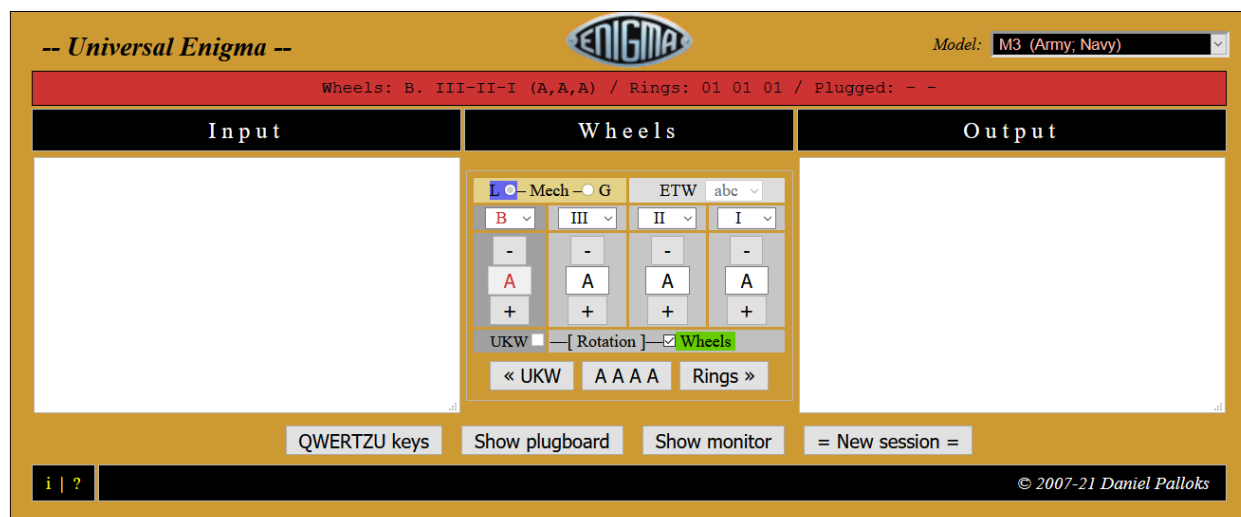 -- Universal Enigma --
ENIGMA
Model: M3 (Army; Navy)
Wheels: B. III-II-I (A,A,A) / Rings: 01 01 01 / Plugged: - -
Input
Wheels
Output
L – Mech – G ETW abc
B III II I
- - - -
A A A A
+ + + +
UKW —[ Rotation ]— Wheels
« UKW A A A A Rings »
QWERTZU keys Show plugboard Show monitor = New session =
i | ? © 2007-21 Daniel Palloks